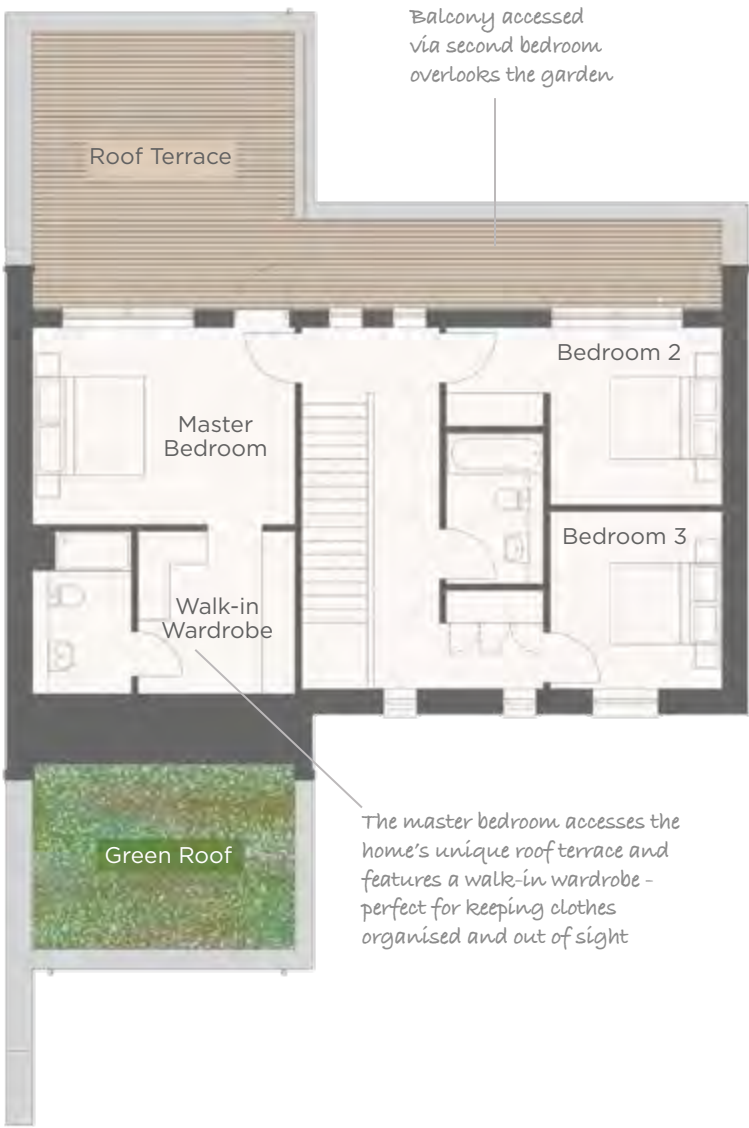 Balcony accessed
via second bedroom
overlooks the garden
Roof Terrace
Bedroom 2
Master
Bedroom
Bedroom 3
Walk-in
Wardrobe
The master bedroom accesses the
home's unique roof terrace and
features a walk-in wardrobe -
perfect for keeping clothes
organised and out of sight
Green Roof